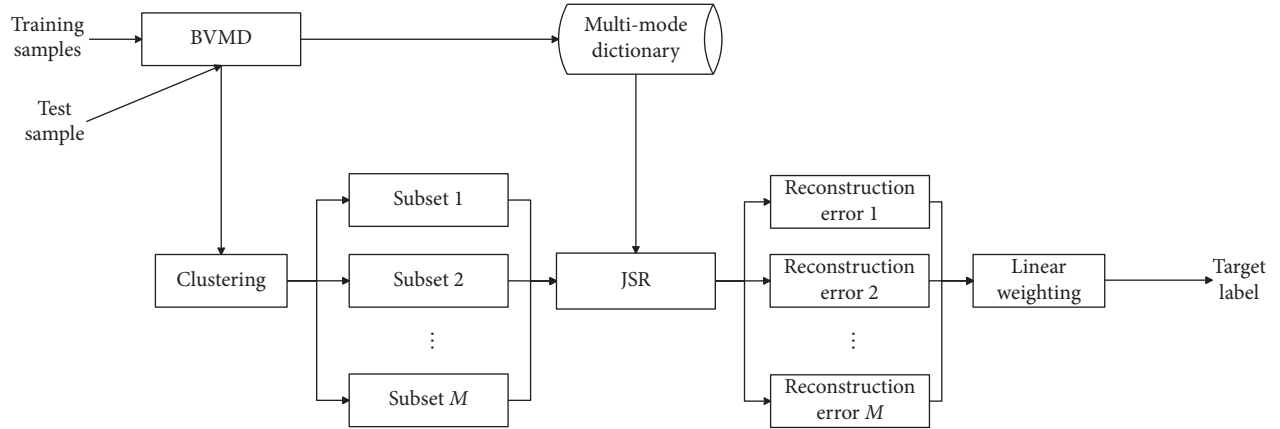 Training
samples
BVMD
Multi-mode
dictionary
Test
sample
Subset 1
Reconstruction
error 1
Clustering
Subset 2
JSR
Reconstruction
error 2
Linear
weighting
Target
label
⋮
⋮
Subset M
Reconstruction
error M